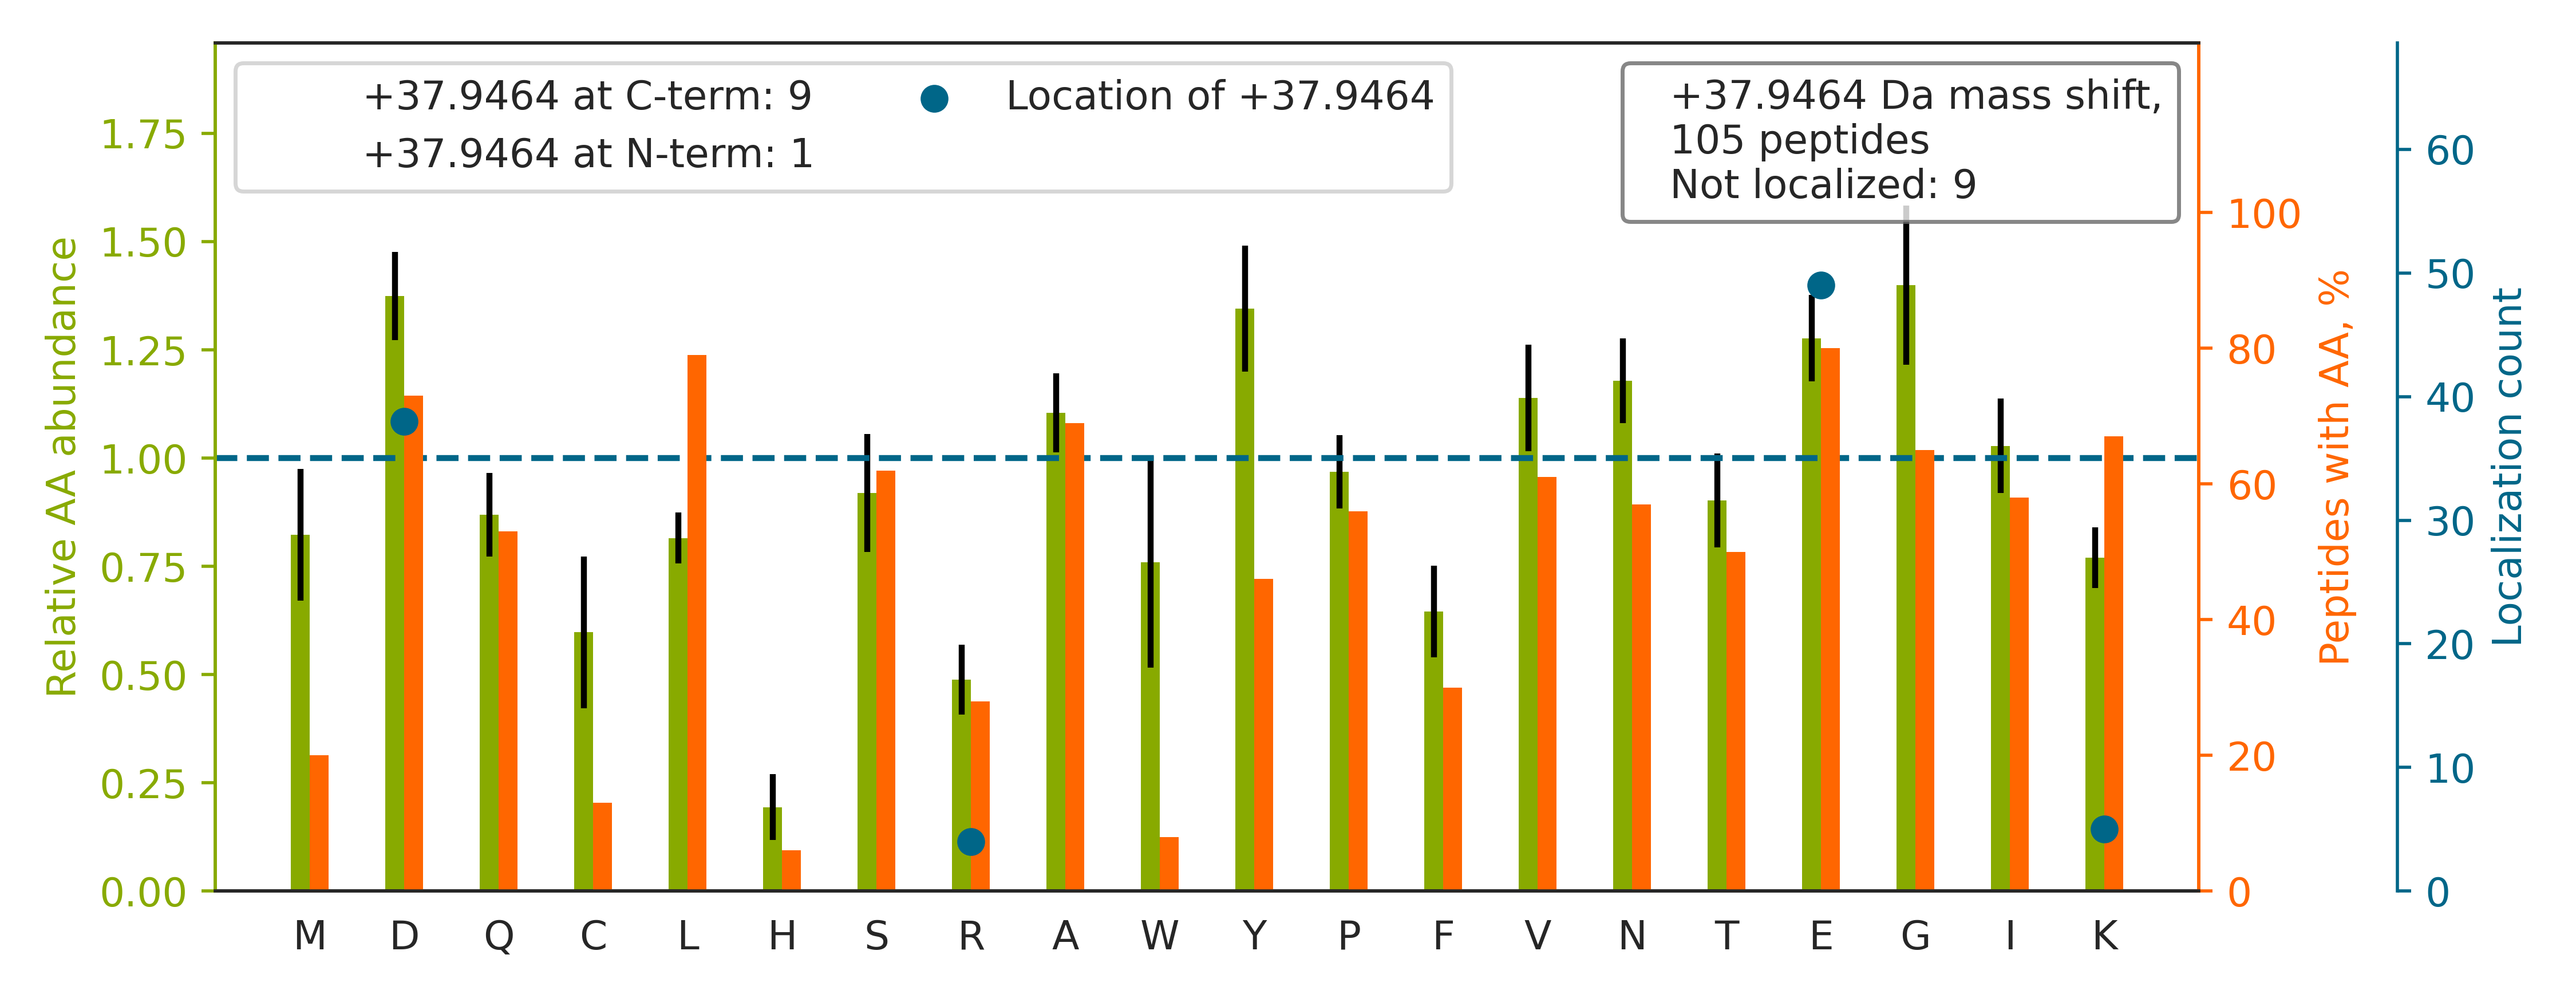 +37.9464 at C-term: 9
+37.9464 at N-term: 1
Location of +37.9464
+37.9464 Da mass shift,
105 peptides
Not localized: 9
Relative AA abundance
1.75
1.50
1.25
1.00
0.75
0.50
0.25
0.00
M D Q C L H S R A W Y P F V N T E G I K
100
80
60
40
20
0
Peptides with AA, %
60
50
40
30
20
10
0
Localization count